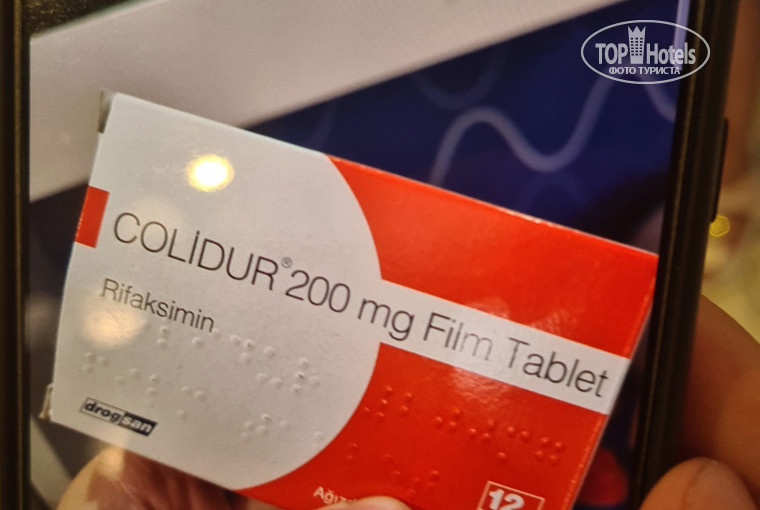 TOP Hotels
ФОТО ТУРИСТА
COLİDUR® 200 mg Film Tablet
Rifaksimin
drogsan
12